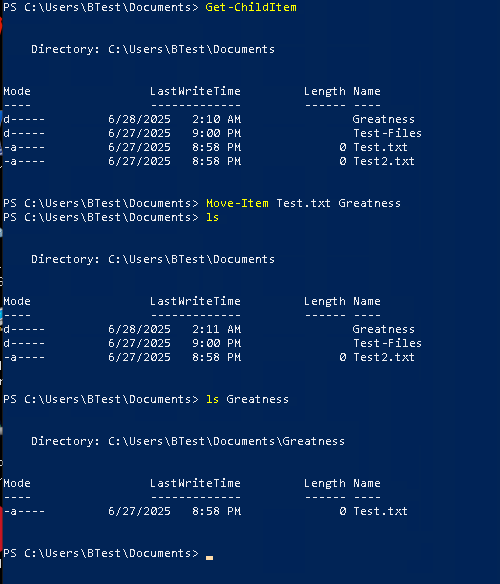 PS C:\Users\BTest\Documents> Get-ChildItem
Directory: C:\Users\BTest\Documents
Mode                 LastWriteTime         Length Name
----                 -------------         ------ ----
d-----         6/28/2025   2:10 AM                Greatness
d-----         6/27/2025   9:00 PM                Test-Files
-a----         6/27/2025   8:58 PM              0 Test.txt
-a----         6/27/2025   8:58 PM              0 Test2.txt
PS C:\Users\BTest\Documents> Move-Item Test.txt Greatness
PS C:\Users\BTest\Documents> ls
Directory: C:\Users\BTest\Documents
Mode                 LastWriteTime         Length Name
----                 -------------         ------ ----
d-----         6/28/2025   2:11 AM                Greatness
d-----         6/27/2025   9:00 PM                Test-Files
-a----         6/27/2025   8:58 PM              0 Test2.txt
PS C:\Users\BTest\Documents> ls Greatness
Directory: C:\Users\BTest\Documents\Greatness
Mode                 LastWriteTime         Length Name
----                 -------------         ------ ----
-a----         6/27/2025   8:58 PM              0 Test.txt
PS C:\Users\BTest\Documents>